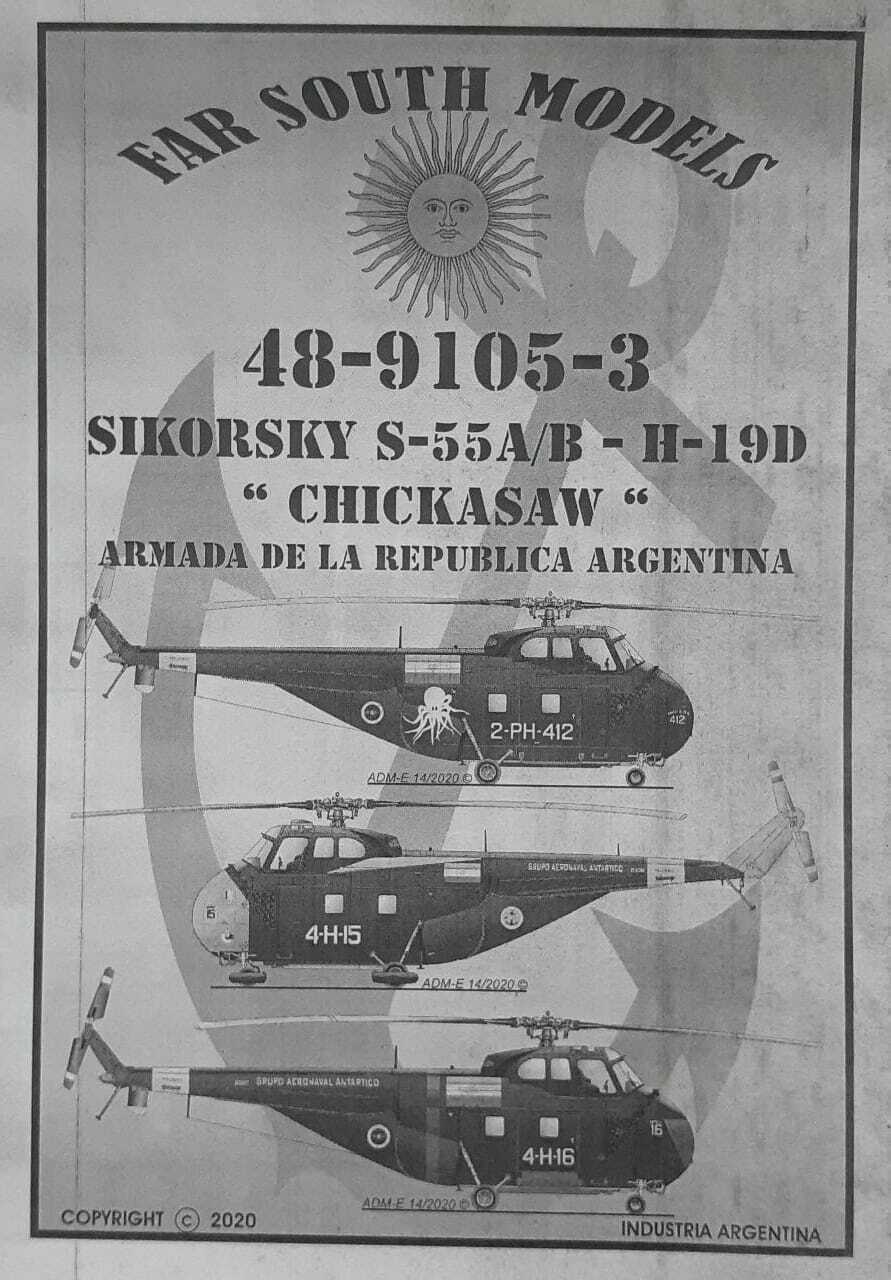 FAR SOUTH MODELS
48-9105-3
SIKORSKY S-55A/B - H-19D
“ CHICKASAW “
ARMADA DE LA REPUBLICA ARGENTINA
412
2-PH-412
ADM-E 14/2020 ©
GRUPO AERONAVAL ANTARTICO
15
4-H-15
ADM-E 14/2020 ©
GRUPO AERONAVAL ANTARTICO
16
4-H-16
ADM-E 14/2020 ©
COPYRIGHT © 2020
INDUSTRIA ARGENTINA